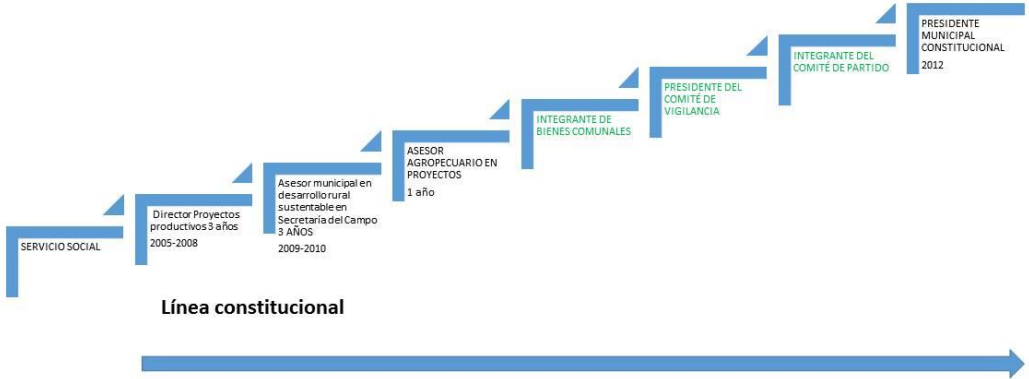 SERVICIO SOCIAL
Director Proyectos
productivos 3 años
2005-2008
Asesor municipal en
desarrollo rural
sustentable en
Secretaría del Campo
3 AÑOS
2009-2010
ASESOR
AGROPECUARIO EN
PROYECTOS
1 año
INTEGRANTE DE
BIENES COMUNALES
PRESIDENTE DEL
COMITÉ DE
VIGILANCIA
INTEGRANTE DEL
COMITÉ DE PARTIDO
PRESIDENTE
MUNICIPAL
CONSTITUCIONAL
2012
Línea constitucional